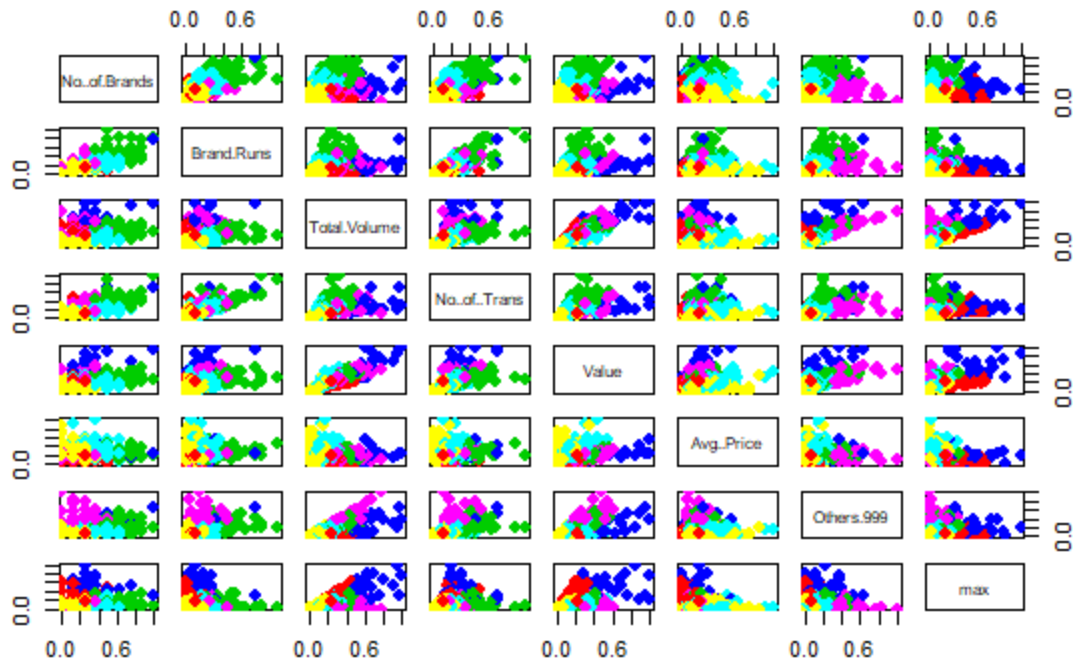 0.0 0.6 0.0 0.6 0.0 0.6 0.0 0.6
No..of.Brands 0.0
0.0 Brand.Runs
Total.Volume 0.0
0.0 No..of..Trans
Value 0.0
0.0 Avg..Price
Others.999 0.0
0.0 max
0.0 0.6 0.0 0.6 0.0 0.6 0.0 0.6